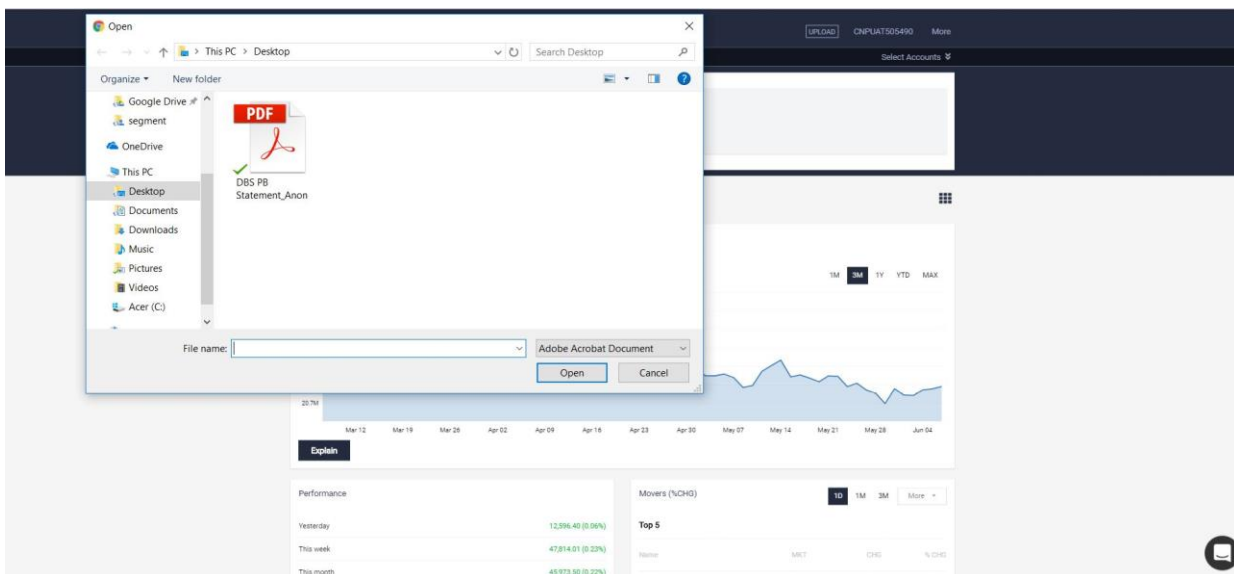 Open
UPLOAD CNPUAT505490 More
This PC > Desktop
Search Desktop
Select Accounts
Organize New folder
Google Drive
segment
OneDrive
This PC
Desktop
Documents
Downloads
Music
Pictures
Videos
Acer (C:)
PDF
DBS PB
Statement_Anon
File name:
Adobe Acrobat Document
Open Cancel
1M 3M 1Y YTD MAX
20.7M
Mar 12 Mar 19 Mar 26 Apr 02 Apr 09 Apr 16 Apr 23 Apr 30 May 07 May 14 May 21 May 28 Jun 04
Explain
Performance
Yesterday 12,596.40 (0.06%)
This week 47,814.01 (0.23%)
This month 45,973.50 (0.22%)
Movers (%CHG)
1D 1M 3M More
Top 5
Name MKT CHG % CHG